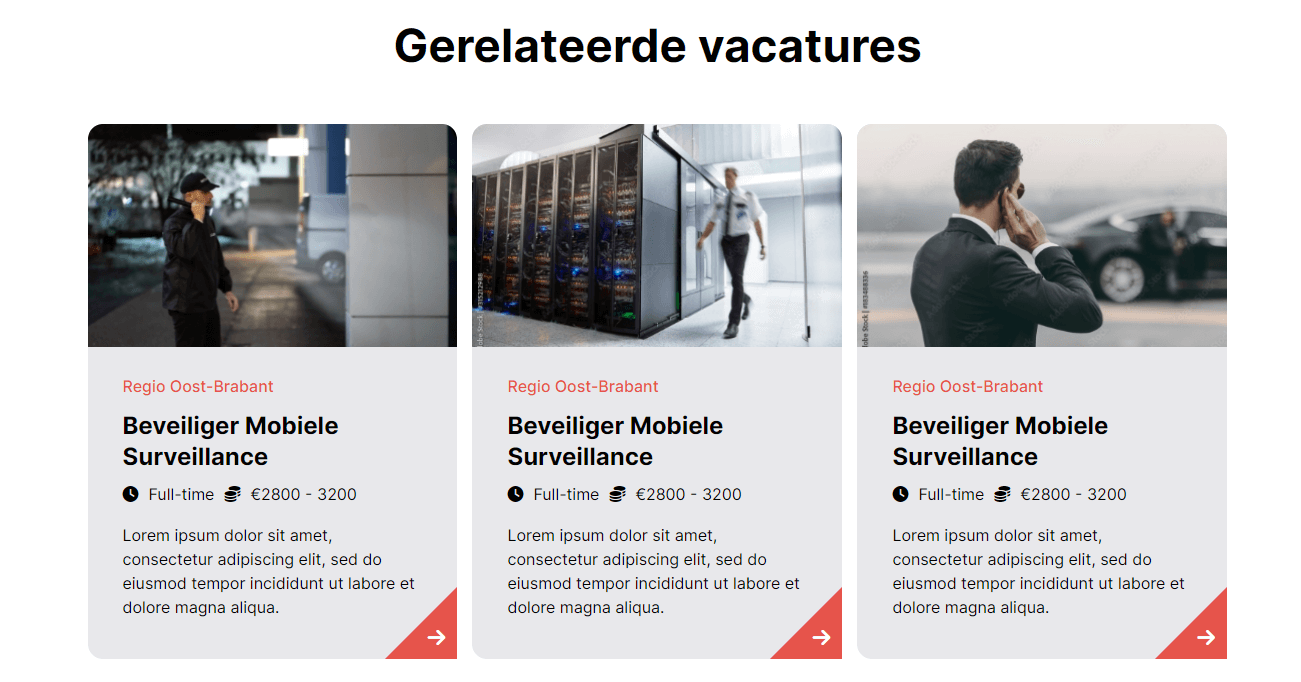 Gerelateerde vacatures
Regio Oost-Brabant
Beveiliger Mobiele
Surveillance
Full-time €2800 - 3200
Lorem ipsum dolor sit amet,
consectetur adipiscing elit, sed do
eiusmod tempor incididunt ut labore et
dolore magna aliqua.
Regio Oost-Brabant
Beveiliger Mobiele
Surveillance
Full-time €2800 - 3200
Lorem ipsum dolor sit amet,
consectetur adipiscing elit, sed do
eiusmod tempor incididunt ut labore et
dolore magna aliqua.
Regio Oost-Brabant
Beveiliger Mobiele
Surveillance
Full-time €2800 - 3200
Lorem ipsum dolor sit amet,
consectetur adipiscing elit, sed do
eiusmod tempor incididunt ut labore et
dolore magna aliqua.